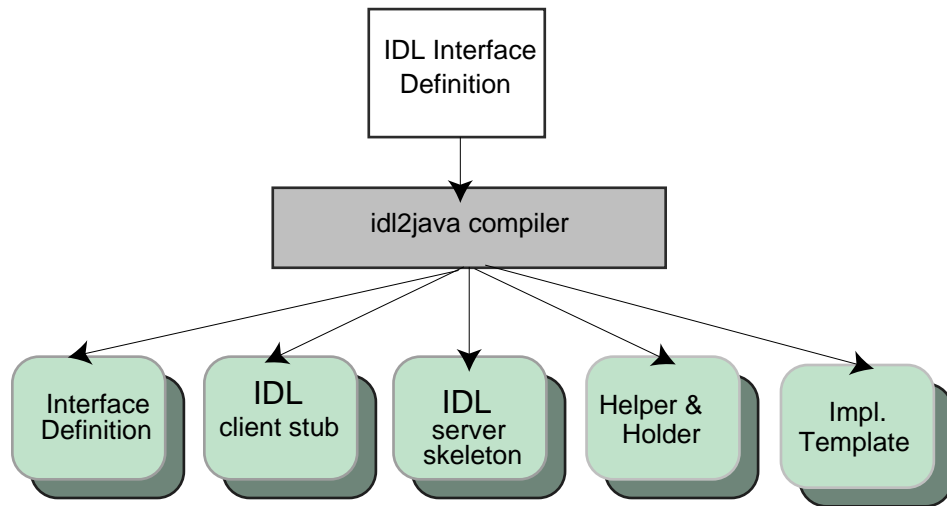 IDL Interface
Definition
idl2java compiler
Interface
Definition
IDL
client stub
IDL
server
skeleton
Helper &
Holder
Impl.
Template